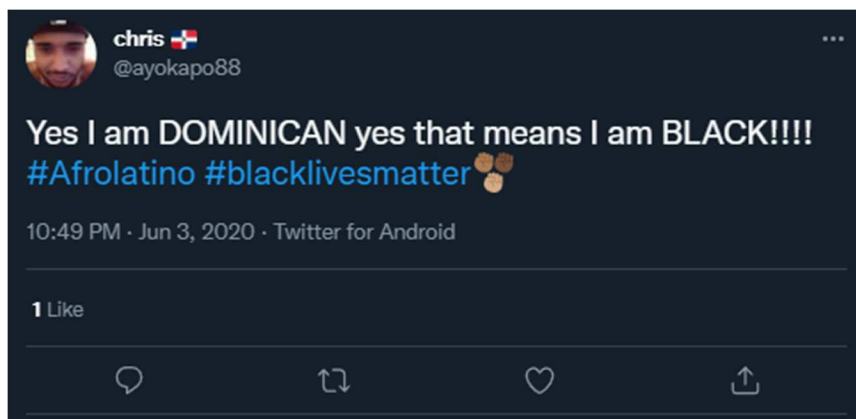 chris 🇩🇴
@ayokapo88
Yes I am DOMINICAN yes that means I am BLACK!!!!
#Afrolatino #blacklivesmatter✊🏾✊🏿✊🏼
10:49 PM · Jun 3, 2020 · Twitter for Android
1 Like